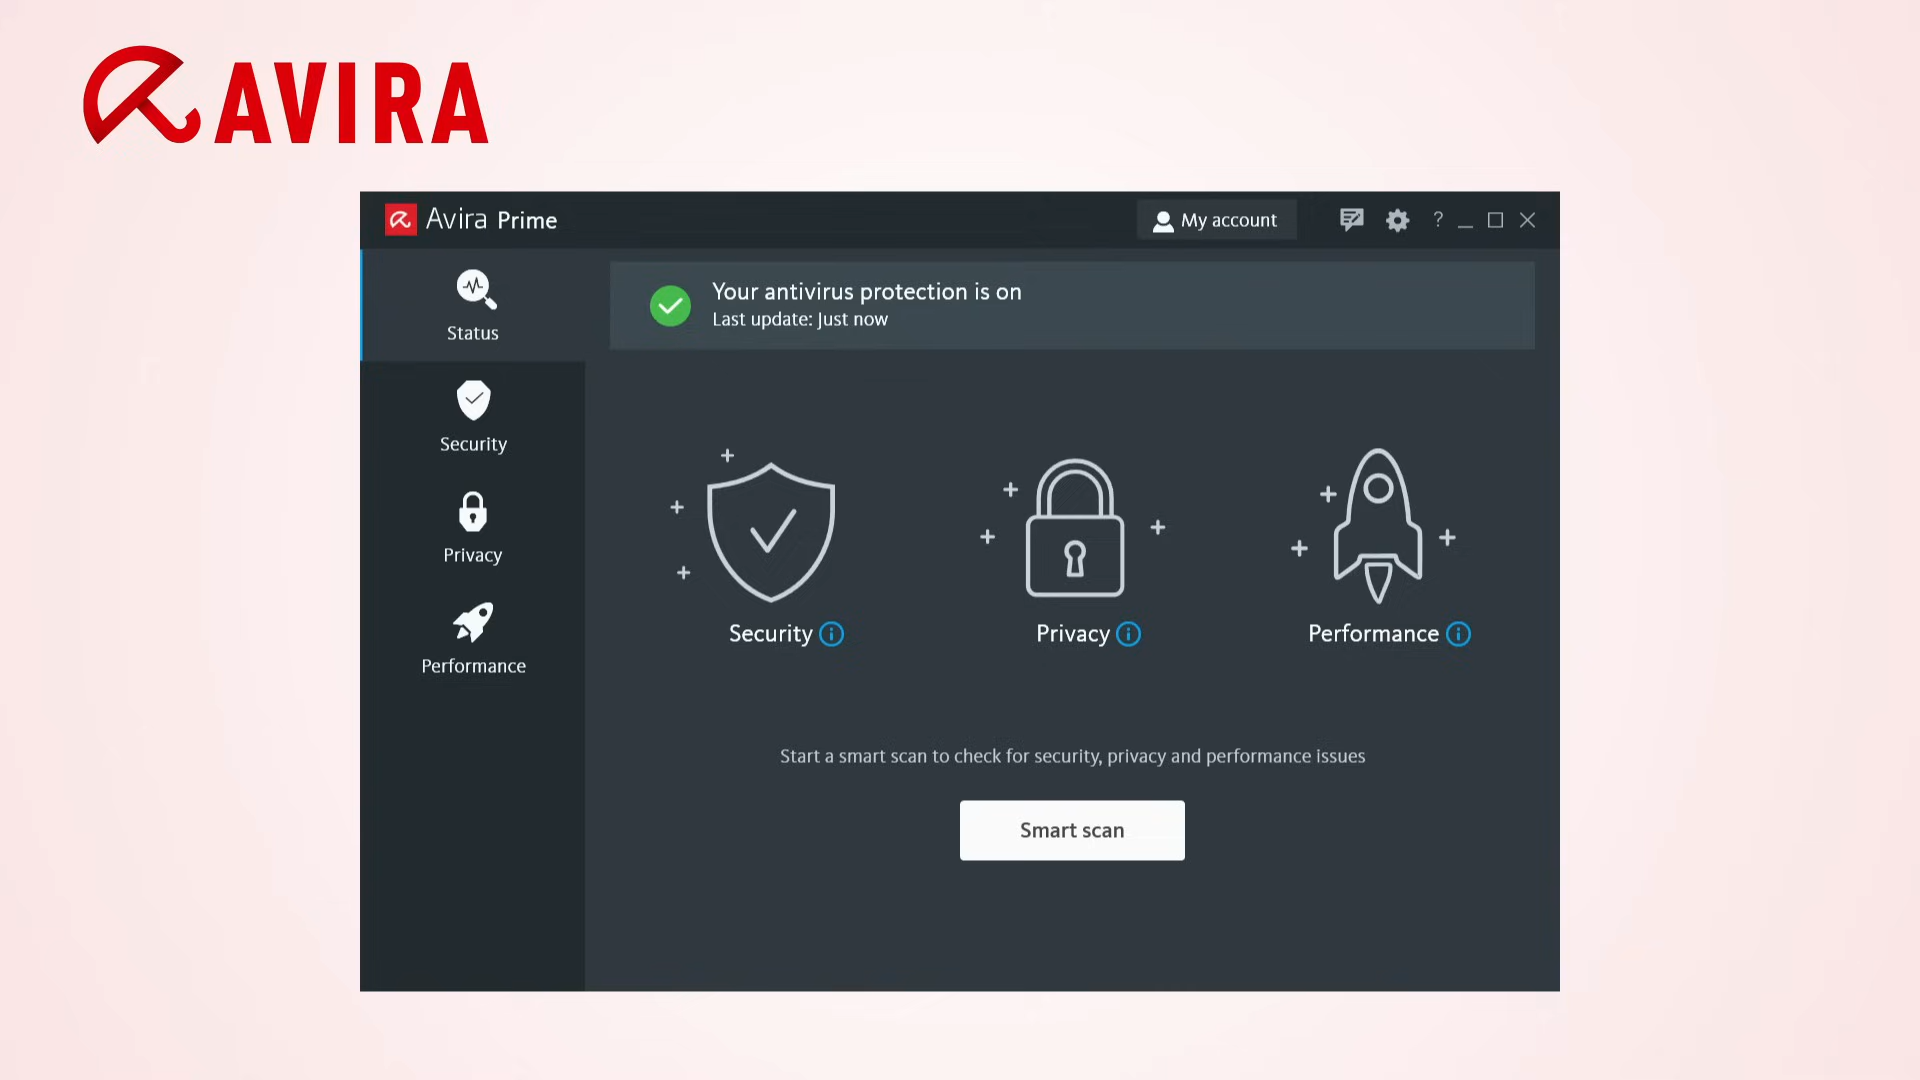 AVIRA
Avira Prime
My account
?
Status
Your antivirus protection is on
Last update: Just now
Security
Privacy
Performance
Security
Privacy
Performance
Start a smart scan to check for security, privacy and performance issues
Smart scan